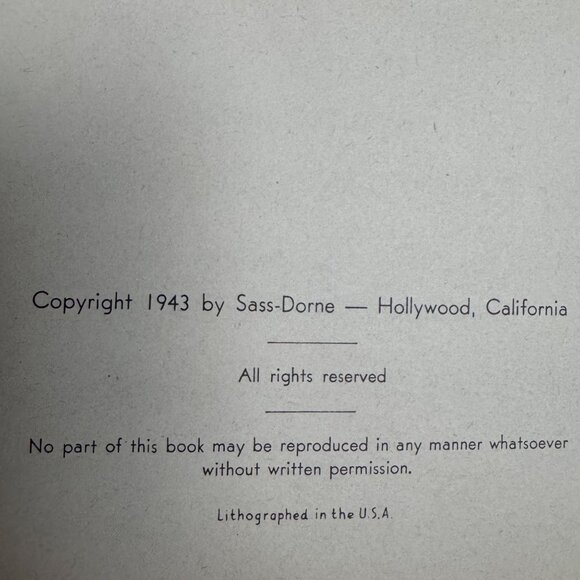 Copyright 1943 by Sass-Dorne — Hollywood, California
All rights reserved
No part of this book may be reproduced in any manner whatsoever
without written permission.
Lithographed in the U.S.A.